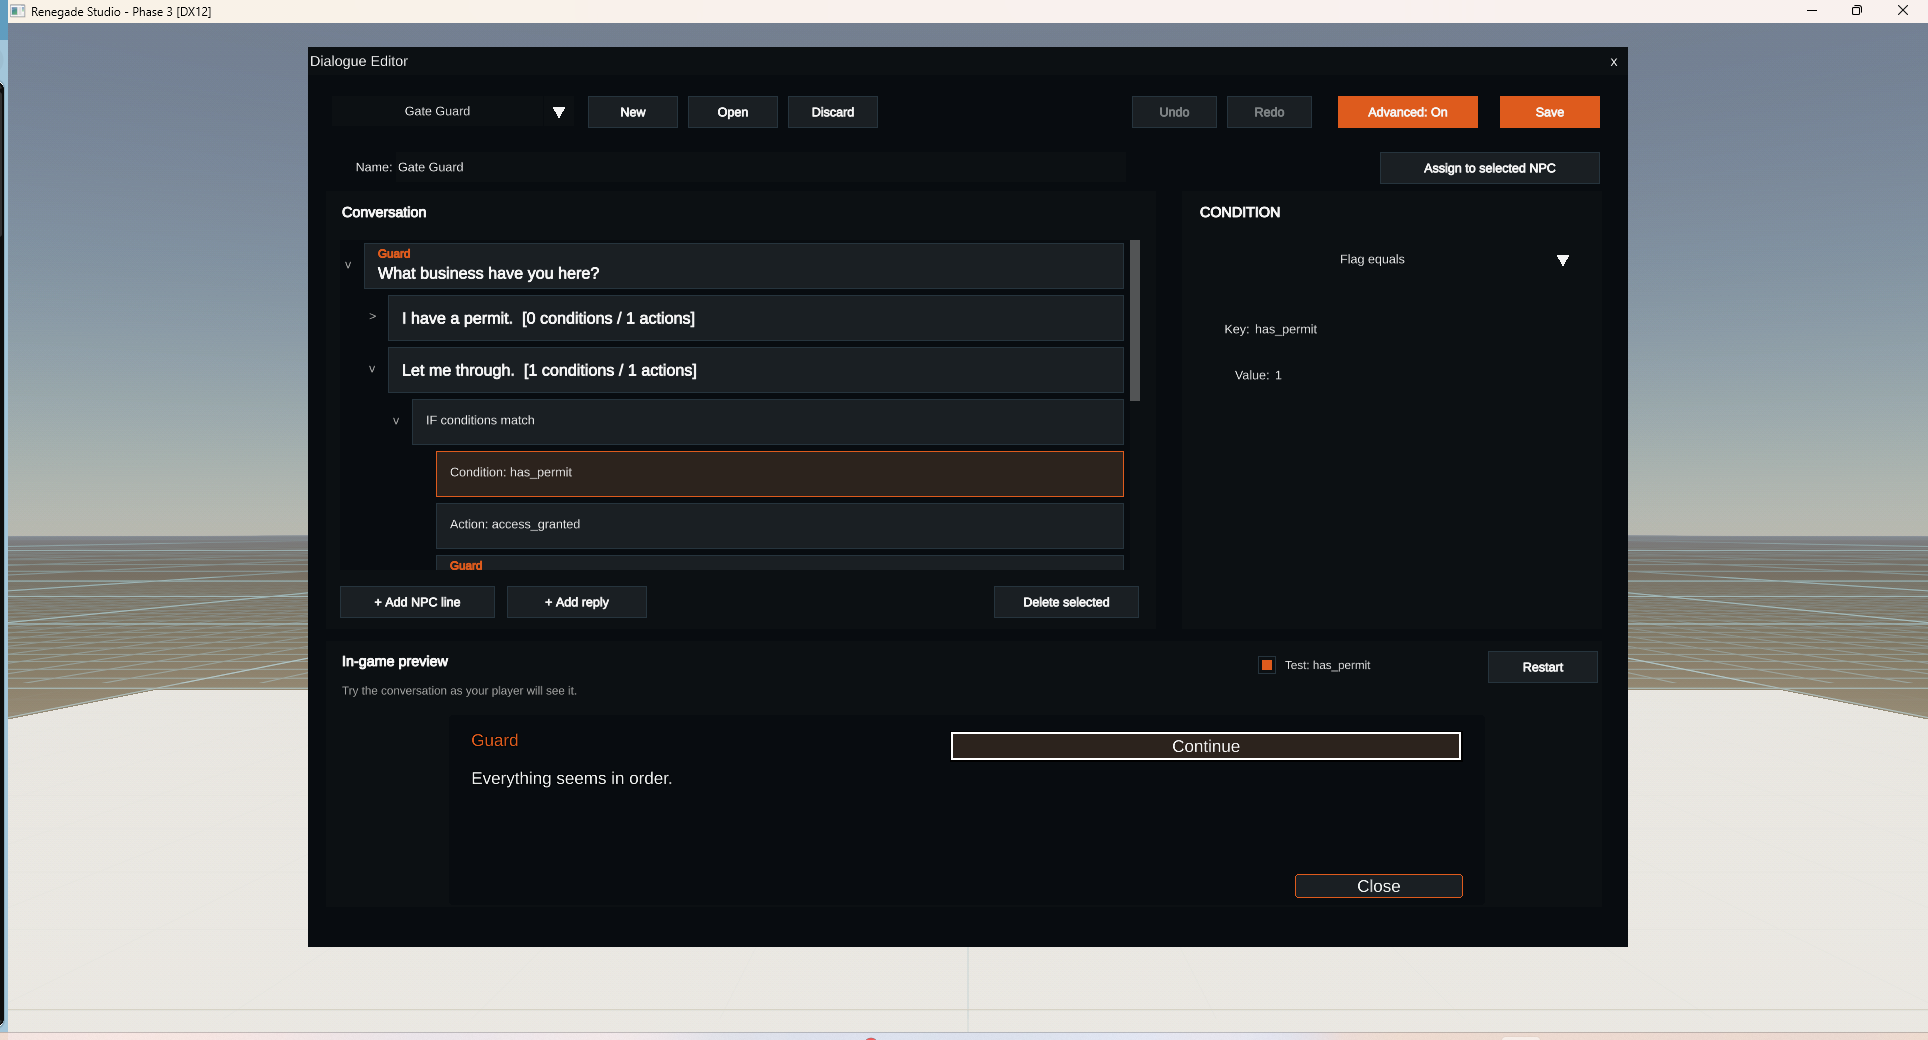 Renegade Studio - Phase 3 [DX12]
Dialogue Editor
x
Gate Guard
New
Open
Discard
Undo
Redo
Advanced: On
Save
Name: Gate Guard
Assign to selected NPC
Conversation
v
Guard
What business have you here?
>
I have a permit. [0 conditions / 1 actions]
v
Let me through. [1 conditions / 1 actions]
v
IF conditions match
Condition: has_permit
Action: access_granted
Guard
+ Add NPC line
+ Add reply
Delete selected
CONDITION
Flag equals
Key: has_permit
Value: 1
In-game preview
Try the conversation as your player will see it.
Test: has_permit
Restart
Guard
Everything seems in order.
Continue
Close